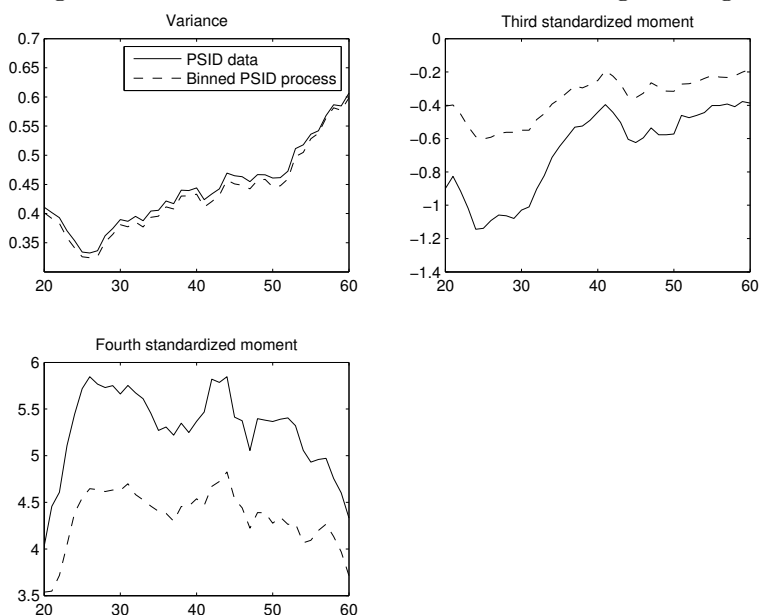 Variance
0.7
0.65
0.6
0.55
0.5
0.45
0.4
0.35
20 30 40 50 60
PSID data
Binned PSID process
Third standardized moment
0
−0.2
−0.4
−0.6
−0.8
−1
−1.2
−1.4
20 30 40 50 60
Fourth standardized moment
6
5.5
5
4.5
4
3.5
20 30 40 50 60